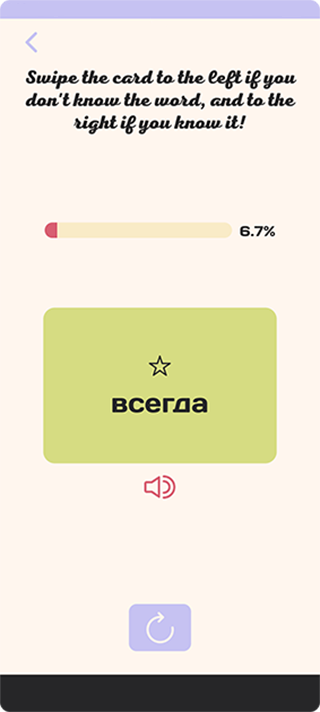 Swipe the card to the left if you
don't know the word, and to the
right if you know it!
6.7%
всегда